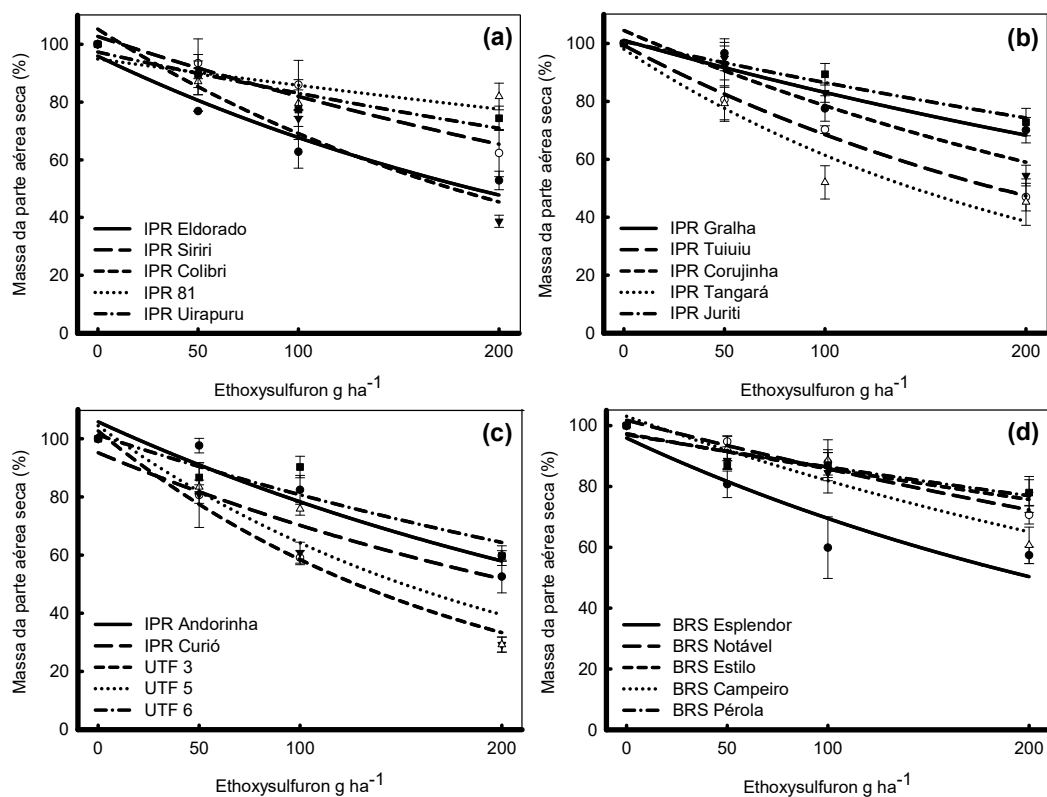 (a)
Massa da parte aérea seca (%)
100
80
60
40
20
0
IPR Eldorado
IPR Siriri
IPR Colibri
IPR 81
IPR Uirapuru
0 50 100 200
Ethoxysulfuron g ha-1
(b)
Massa da parte aérea seca (%)
100
80
60
40
20
0
IPR Gralha
IPR Tuiuiu
IPR Corujinha
IPR Tangará
IPR Juriti
0 50 100 200
Ethoxysulfuron g ha-1
(c)
Massa da parte aérea seca (%)
100
80
60
40
20
0
IPR Andorinha
IPR Curió
UTF 3
UTF 5
UTF 6
0 50 100 200
Ethoxysulfuron g ha-1
(d)
Massa da parte aérea seca (%)
100
80
60
40
20
0
BRS Esplendor
BRS Notável
BRS Estilo
BRS Campeiro
BRS Pérola
0 50 100 200
Ethoxysulfuron g ha-1